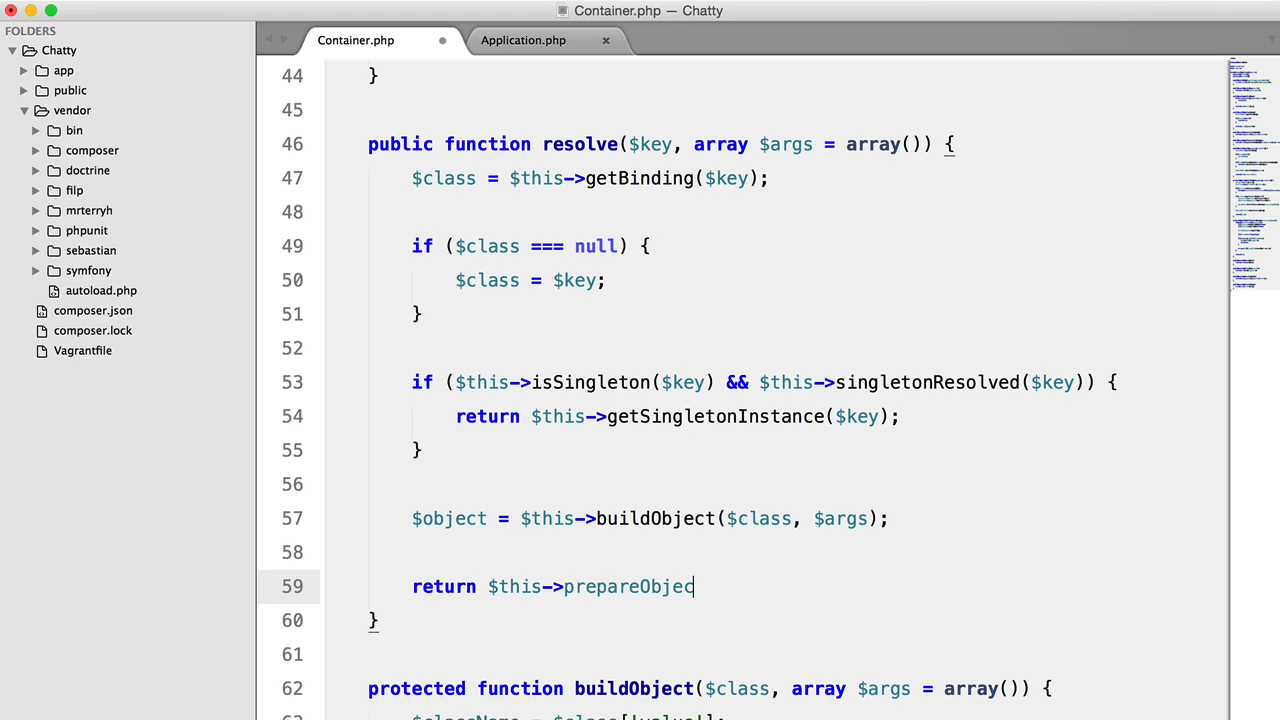 Container.php — Chatty
FOLDERS
Chatty
app
public
vendor
bin
composer
doctrine
filp
mrterryh
phpunit
sebastian
symfony
autoload.php
composer.json
composer.lock
Vagrantfile
Container.php
Application.php
44 }
45
46 public function resolve($key, array $args = array()) {
47 $class = $this->getBinding($key);
48
49 if ($class === null) {
50 $class = $key;
51 }
52
53 if ($this->isSingleton($key) && $this->singletonResolved($key)) {
54 return $this->getSingletonInstance($key);
55 }
56
57 $object = $this->buildObject($class, $args);
58
59 return $this->prepareObjec
60 }
61
62 protected function buildObject($class, array $args = array()) {
63 $className = $class['value'];